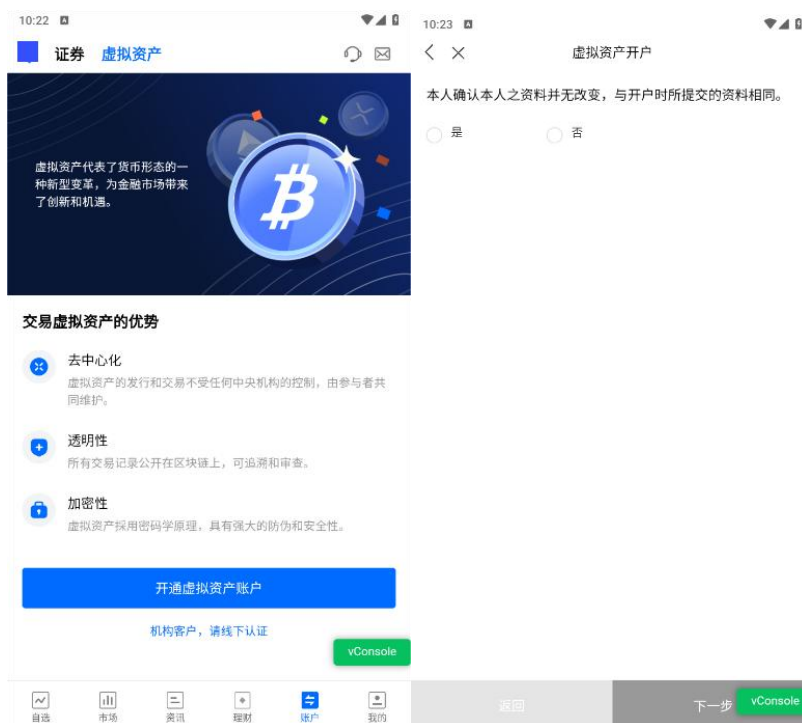 10:22
证券 虚拟资产
虚拟资产代表了货币形态的一
种新型变革，为金融市场带来
了创新和机遇。
交易虚拟资产的优势
去中心化
虚拟资产的发行和交易不受任何中央机构的控制，由参与者共
同维护。
透明性
所有交易记录公开在区块链上，可追溯和审查。
加密性
虚拟资产採用密码学原理，具有强大的防伪和安全性。
开通虚拟资产账户
机构客户，请线下认证
vConsole
自选 市场 资讯 理财 账户 我的
10:23
虚拟资产开户
本人确认本人之资料并无改变，与开户时所提交的资料相同。
是 否
返回 下一步 vConsole